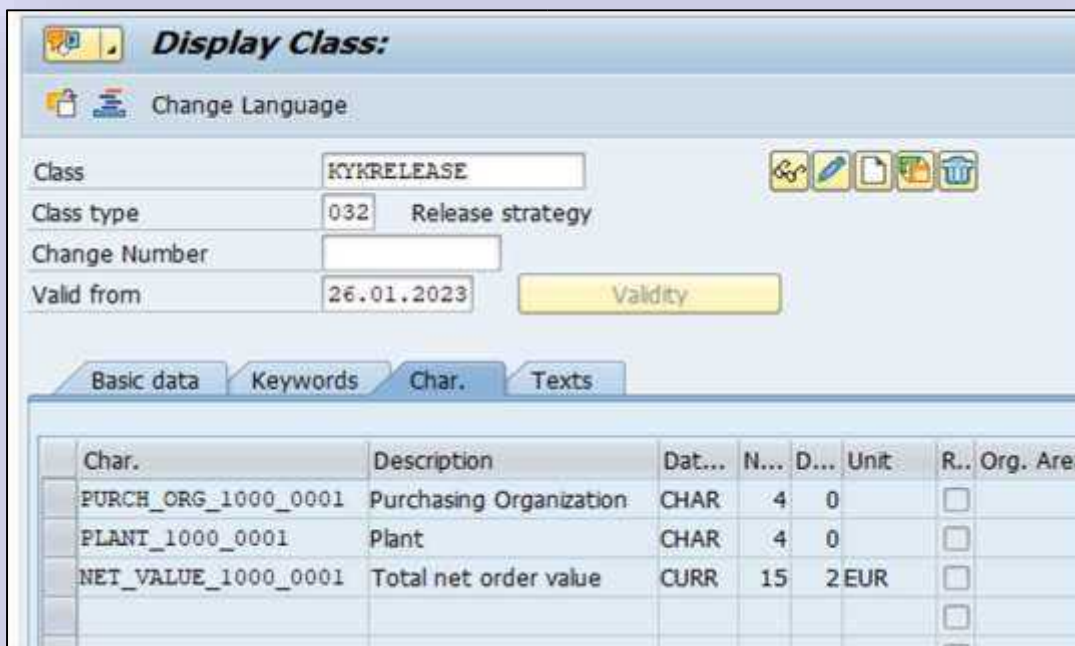 Display Class:
Change Language
Class KYKRELEASE
Class type 032 Release strategy
Change Number
Valid from 26.01.2023 Validity
Basic data Keywords Char. Texts
Char. Description Dat... N... D... Unit R.. Org. Are
PURCH_ORG_1000_0001 Purchasing Organization CHAR 4 0
PLANT_1000_0001 Plant CHAR 4 0
NET_VALUE_1000_0001 Total net order value CURR 15 2 EUR